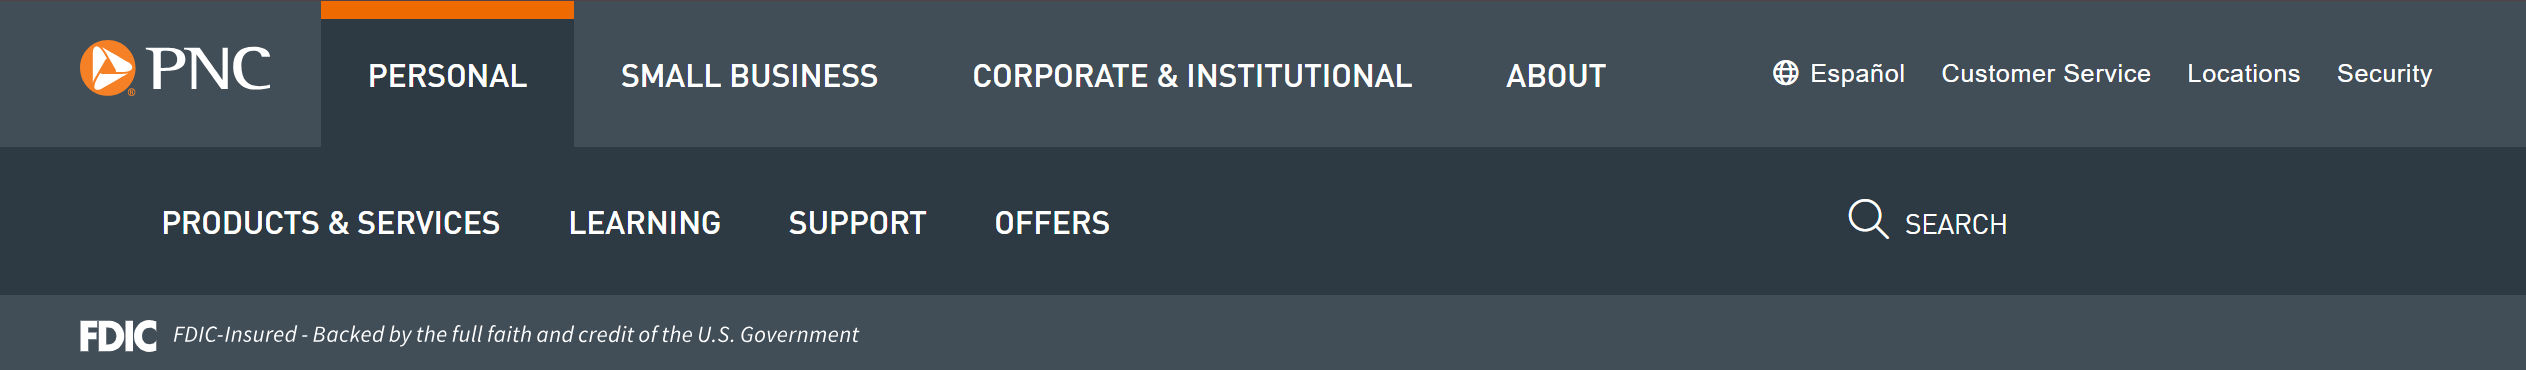 PNC PERSONAL SMALL BUSINESS CORPORATE & INSTITUTIONAL ABOUT Español Customer Service Locations Security
PRODUCTS & SERVICES LEARNING SUPPORT OFFERS SEARCH
FDIC FDIC-Insured - Backed by the full faith and credit of the U.S. Government